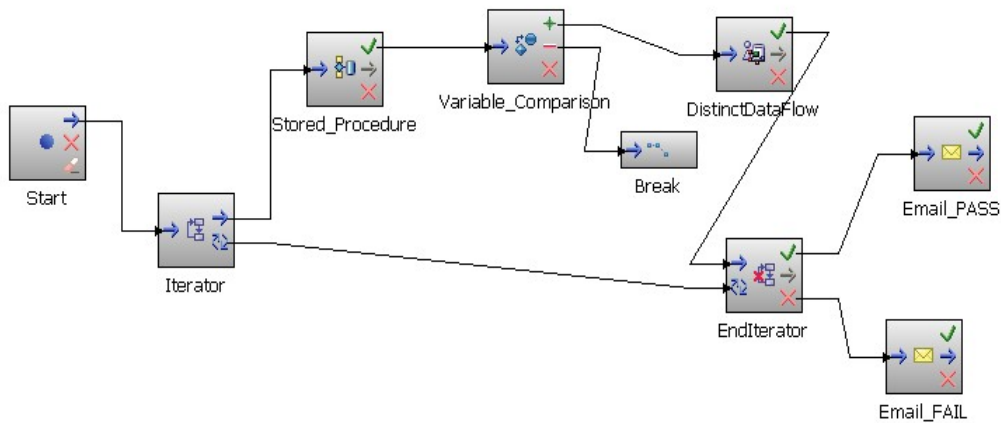 Stored_Procedure
Variable_Comparison
DistinctDataFlow
Start
Break
Email_PASS
Iterator
EndIterator
Email_FAIL